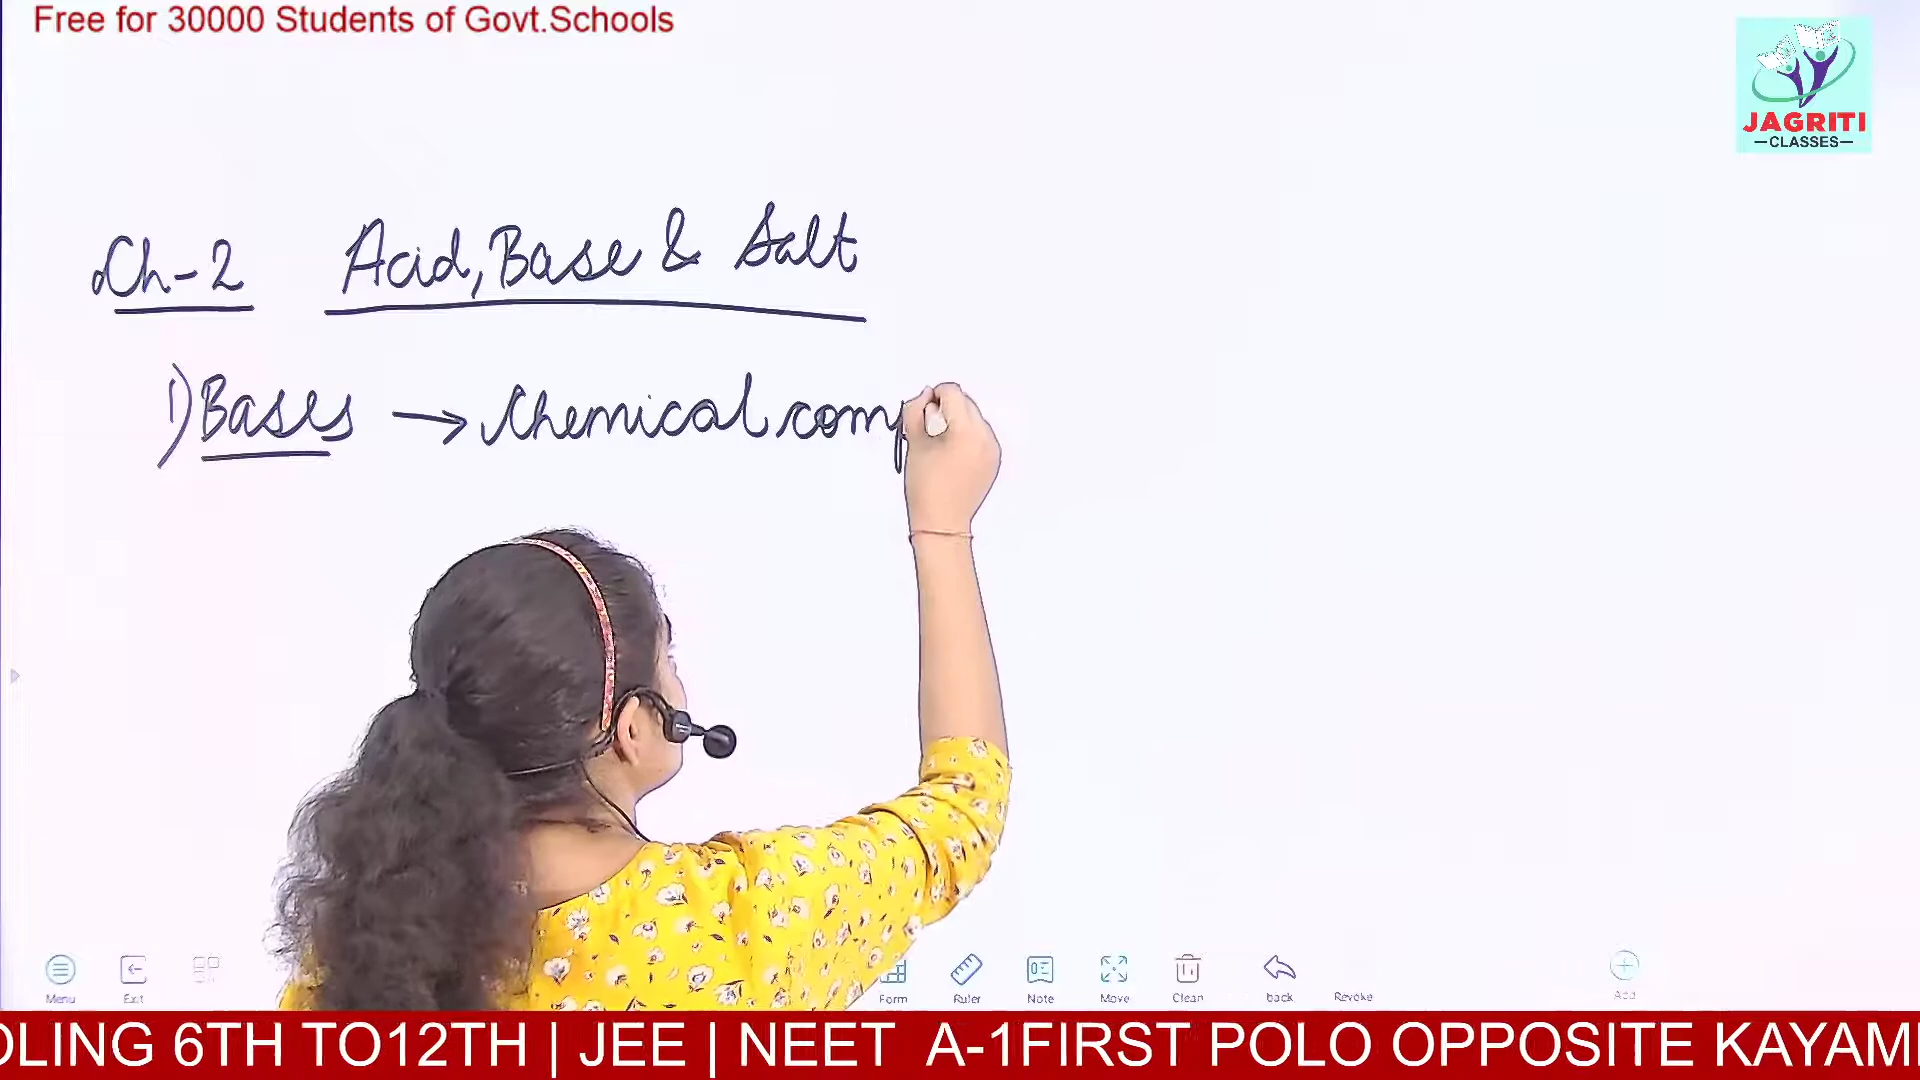 Free for 30000 Students of Govt.Schools
JAGRITI
CLASSES
Ch-2 Acid, Base & Salt
1) Bases → Chemical comp
Menu
Exit
Form
Ruler
Note
Move
Clean
back
Revoke
Add
OLING 6TH TO12TH | JEE | NEET A-1FIRST POLO OPPOSITE KAYAM